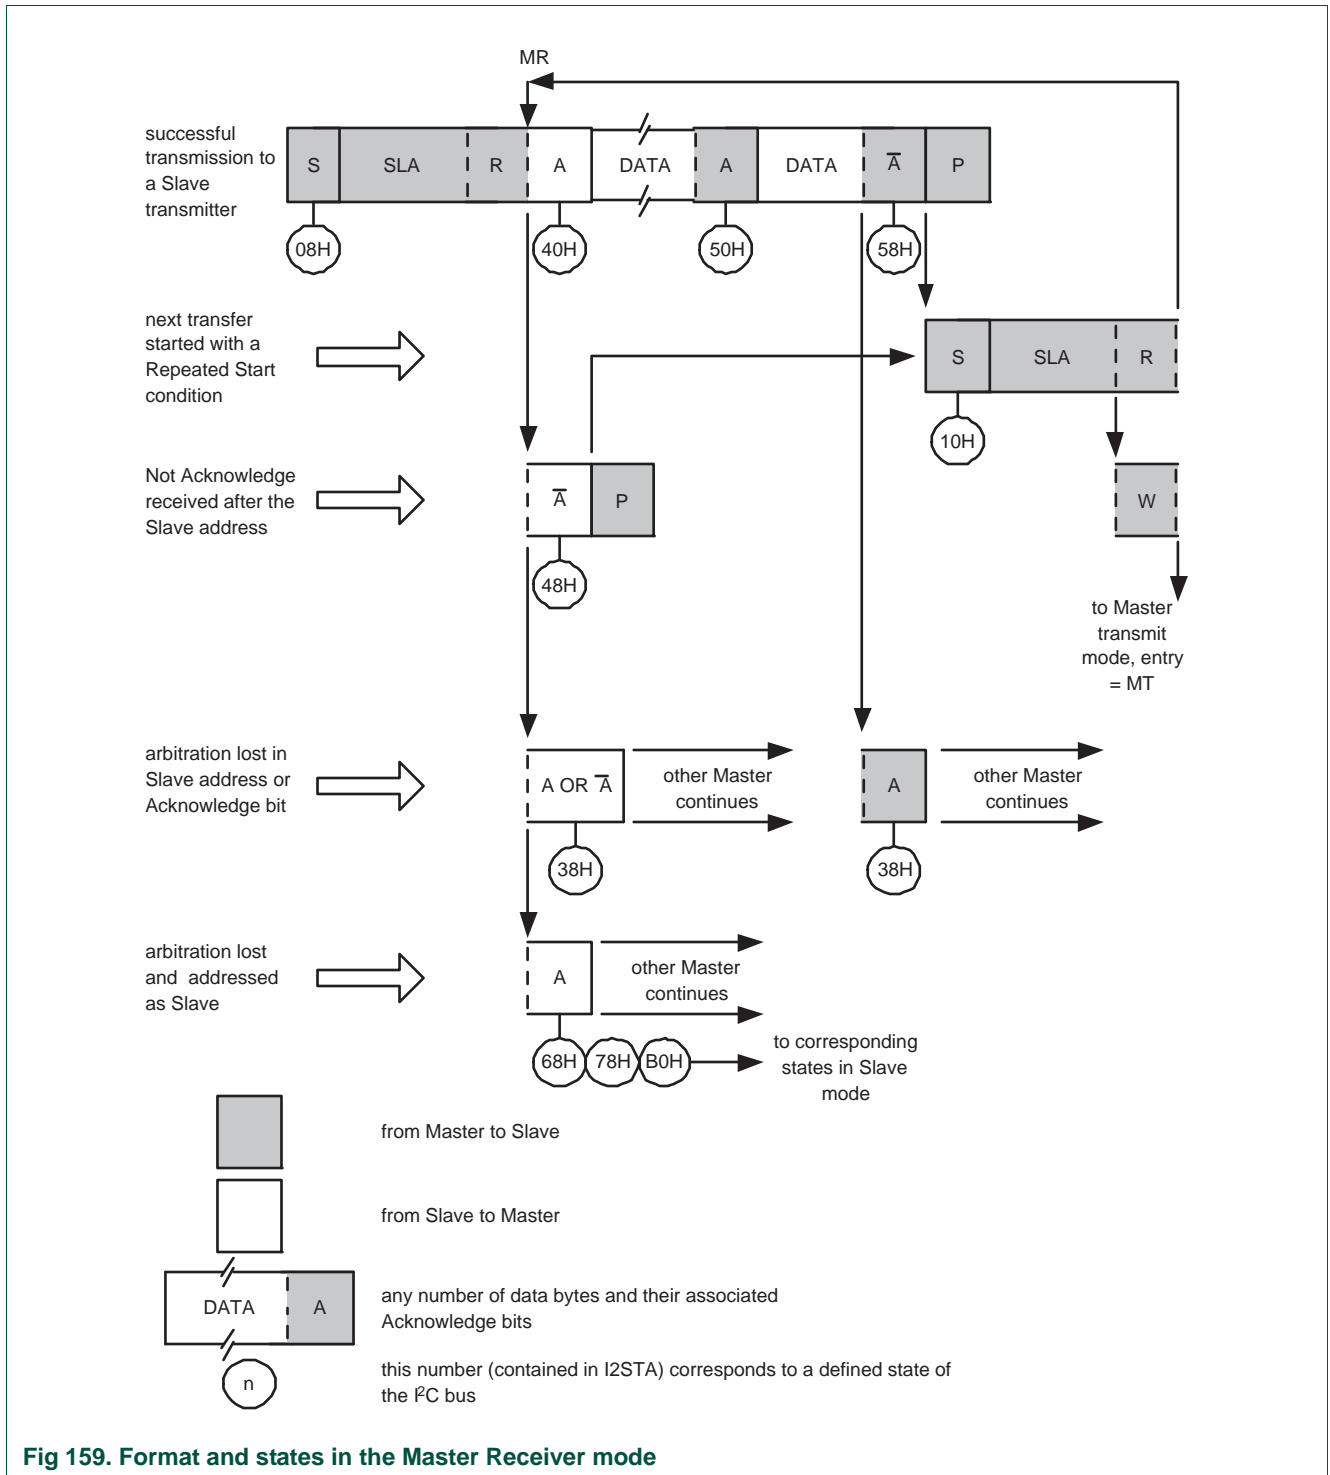 MR
successful
transmission to
a Slave
transmitter
S SLA R A DATA A DATA A̅ P
08H 40H 50H 58H
next transfer
started with a
Repeated Start
condition
S SLA R
10H
Not Acknowledge
received after the
Slave address
A̅ P
W
48H
to Master
transmit
mode, entry
= MT
arbitration lost in
Slave address or
Acknowledge bit
A OR A̅
other Master
continues
A
other Master
continues
38H 38H
arbitration lost
and addressed
as Slave
A
other Master
continues
68H 78H B0H
to corresponding
states in Slave
mode
from Master to Slave
from Slave to Master
DATA A
any number of data bytes and their associated
Acknowledge bits
n
this number (contained in I2STA) corresponds to a defined state of
the I²C bus
Fig 159. Format and states in the Master Receiver mode